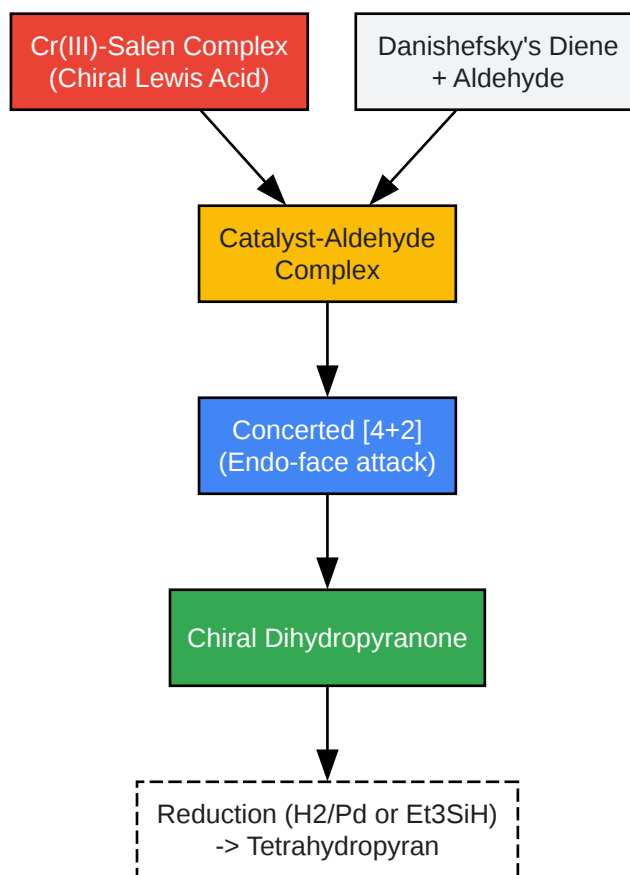 Cr(III)-Salen Complex
(Chiral Lewis Acid)
Danishefsky's Diene
+ Aldehyde
Catalyst-Aldehyde
Complex
Concerted [4+2]
(Endo-face attack)
Chiral Dihydropyranone
Reduction (H2/Pd or Et3SiH)
-> Tetrahydropyran